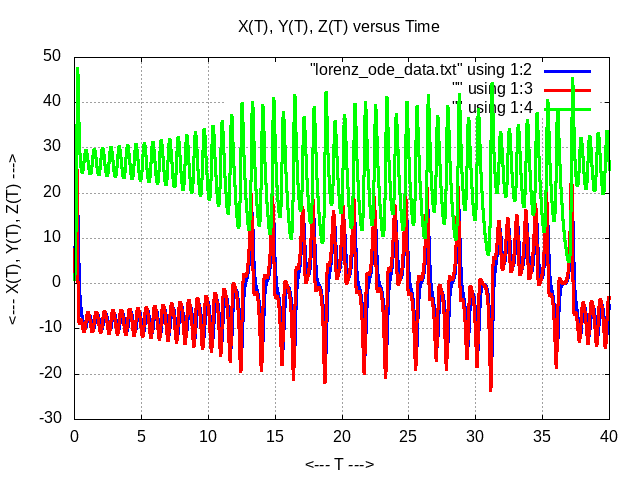 X(T), Y(T), Z(T) versus Time
"lorenz_ode_data.txt" using 1:2
"" using 1:3
"" using 1:4
50
40
30
20
10
0
-10
-20
-30
<--- X(T), Y(T), Z(T) --->
0 5 10 15 20 25 30 35 40
<--- T --->